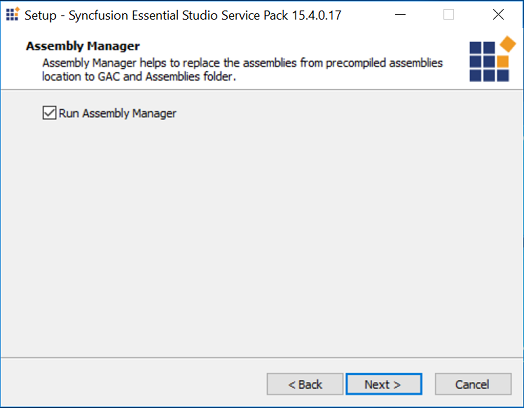 Setup - Syncfusion Essential Studio Service Pack 15.4.0.17
Assembly Manager
Assembly Manager helps to replace the assemblies from precompiled assemblies
location to GAC and Assemblies folder.
Run Assembly Manager
< Back
Next >
Cancel